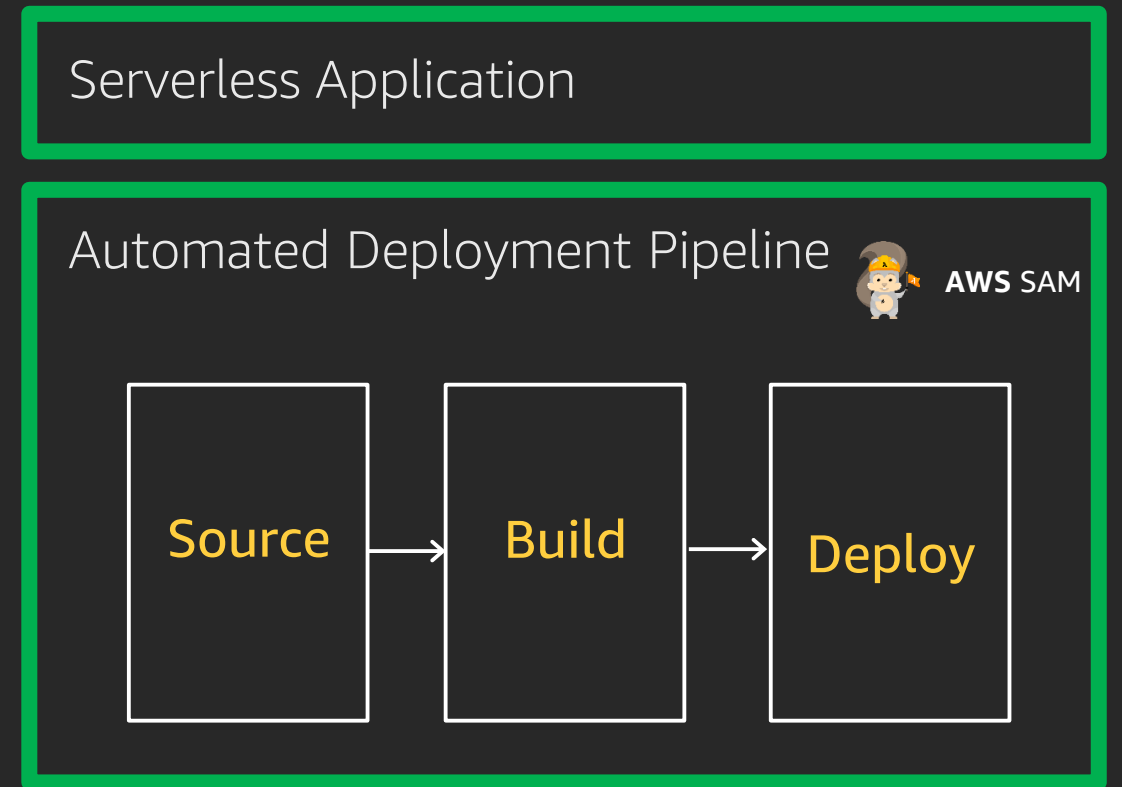 Serverless Application
Automated Deployment Pipeline
AWS SAM
Source
Build
Deploy